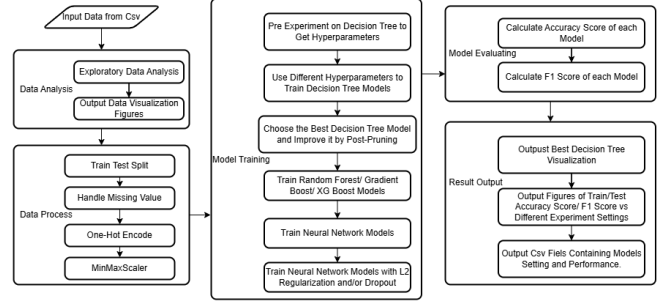 Input Data from Csv
Data Analysis
Exploratory Data Analysis
Output Data Visualization
Figures
Data Process
Train Test Split
Handle Missing Value
One-Hot Encode
MinMaxScaler
Model Training
Pre Experiment on Decision Tree to
Get Hyperparameters
Use Different Hyperparameters to
Train Decision Tree Models
Choose the Best Decision Tree Model
and Improve it by Post-Pruning
Train Random Forest/ Gradient
Boost/ XG Boost Models
Train Neural Network Models
Train Neural Network Models with L2
Regularization and/or Dropout
Model Evaluating
Calculate Accuracy Score of each
Model
Calculate F1 Score of each Model
Result Output
Outpust Best Decision Tree
Visualization
Output Figures of Train/Test
Accuracy Score/ F1 Score vs
Different Experiment Settings
Output Csv Fiels Containing Models
Setting and Performance.